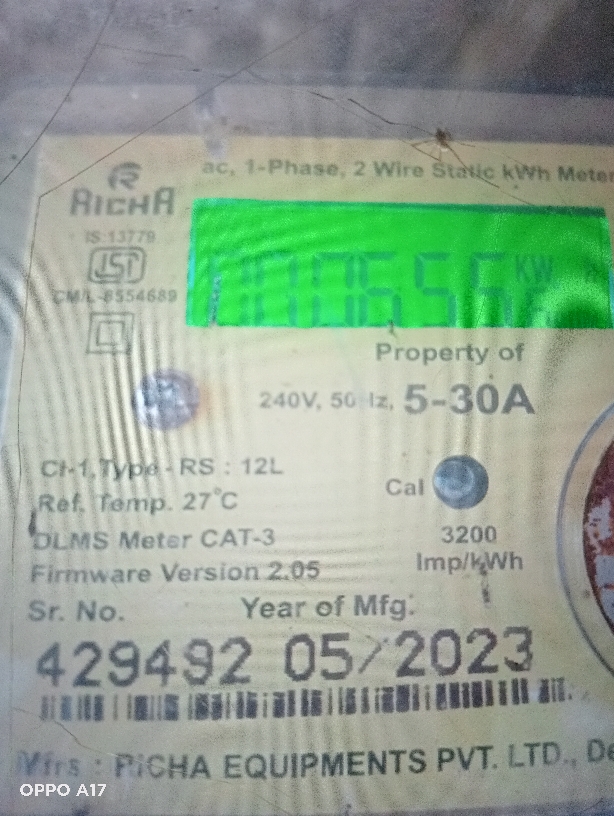 ac, 1-Phase, 2 Wire Static kWh Meter
RICHA
IS:13779
ISI
CM/L-8554689
000655 KW
Property of
240V, 50Hz, 5-30A
Cl-1, Type - RS : 12L
Ref. Temp. 27°C
DLMS Meter CAT-3
Firmware Version 2.05
Cal
3200
Imp/kWh
Sr. No. Year of Mfg.
429492 05/2023
Mfrs : RICHA EQUIPMENTS PVT. LTD.,
OPPO A17